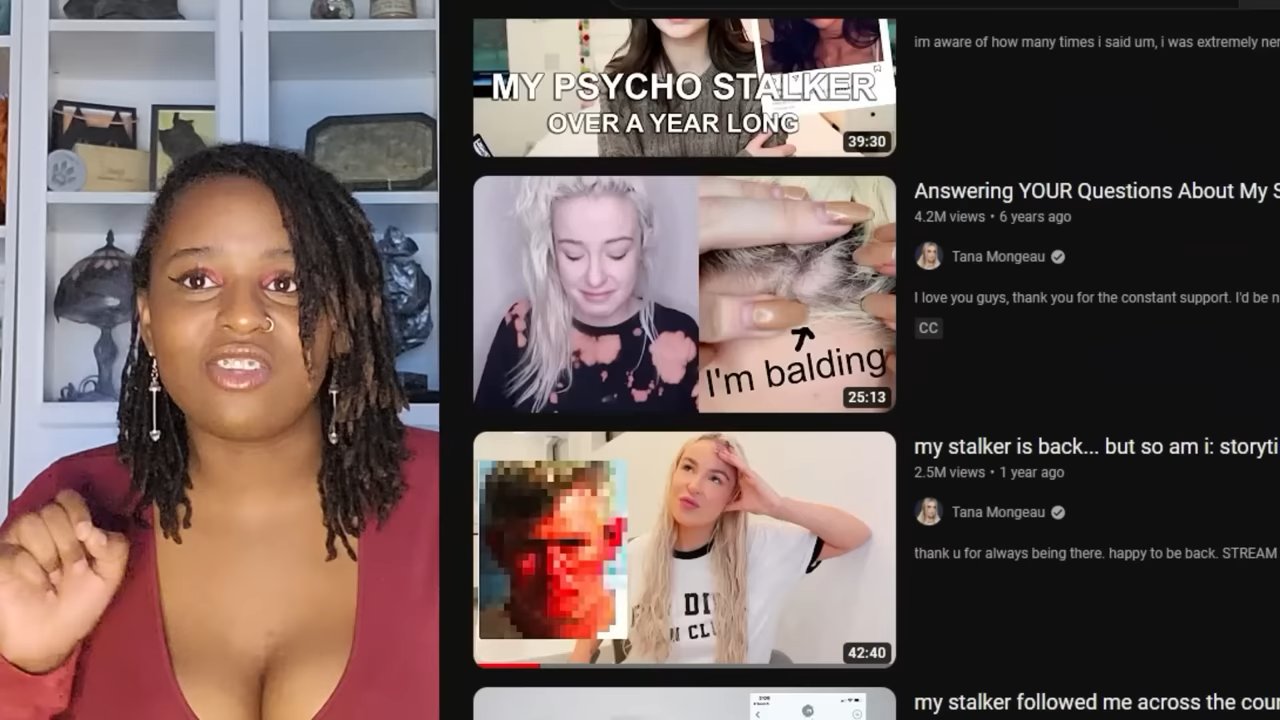 im aware of how many times i said um, i was extremely
MY PSYCHO STALKER
OVER A YEAR LONG
39:30
Answering YOUR Questions About My
4.2M views • 6 years ago
Tana Mongeau
I love you guys, thank you for the constant support. I'd be
CC
I'm balding
25:13
my stalker is back... but so am i:
2.5M views • 1 year ago
Tana Mongeau
thank u for always being there. happy to be back. STREAM
DI
CLU
42:40
my stalker followed me across the